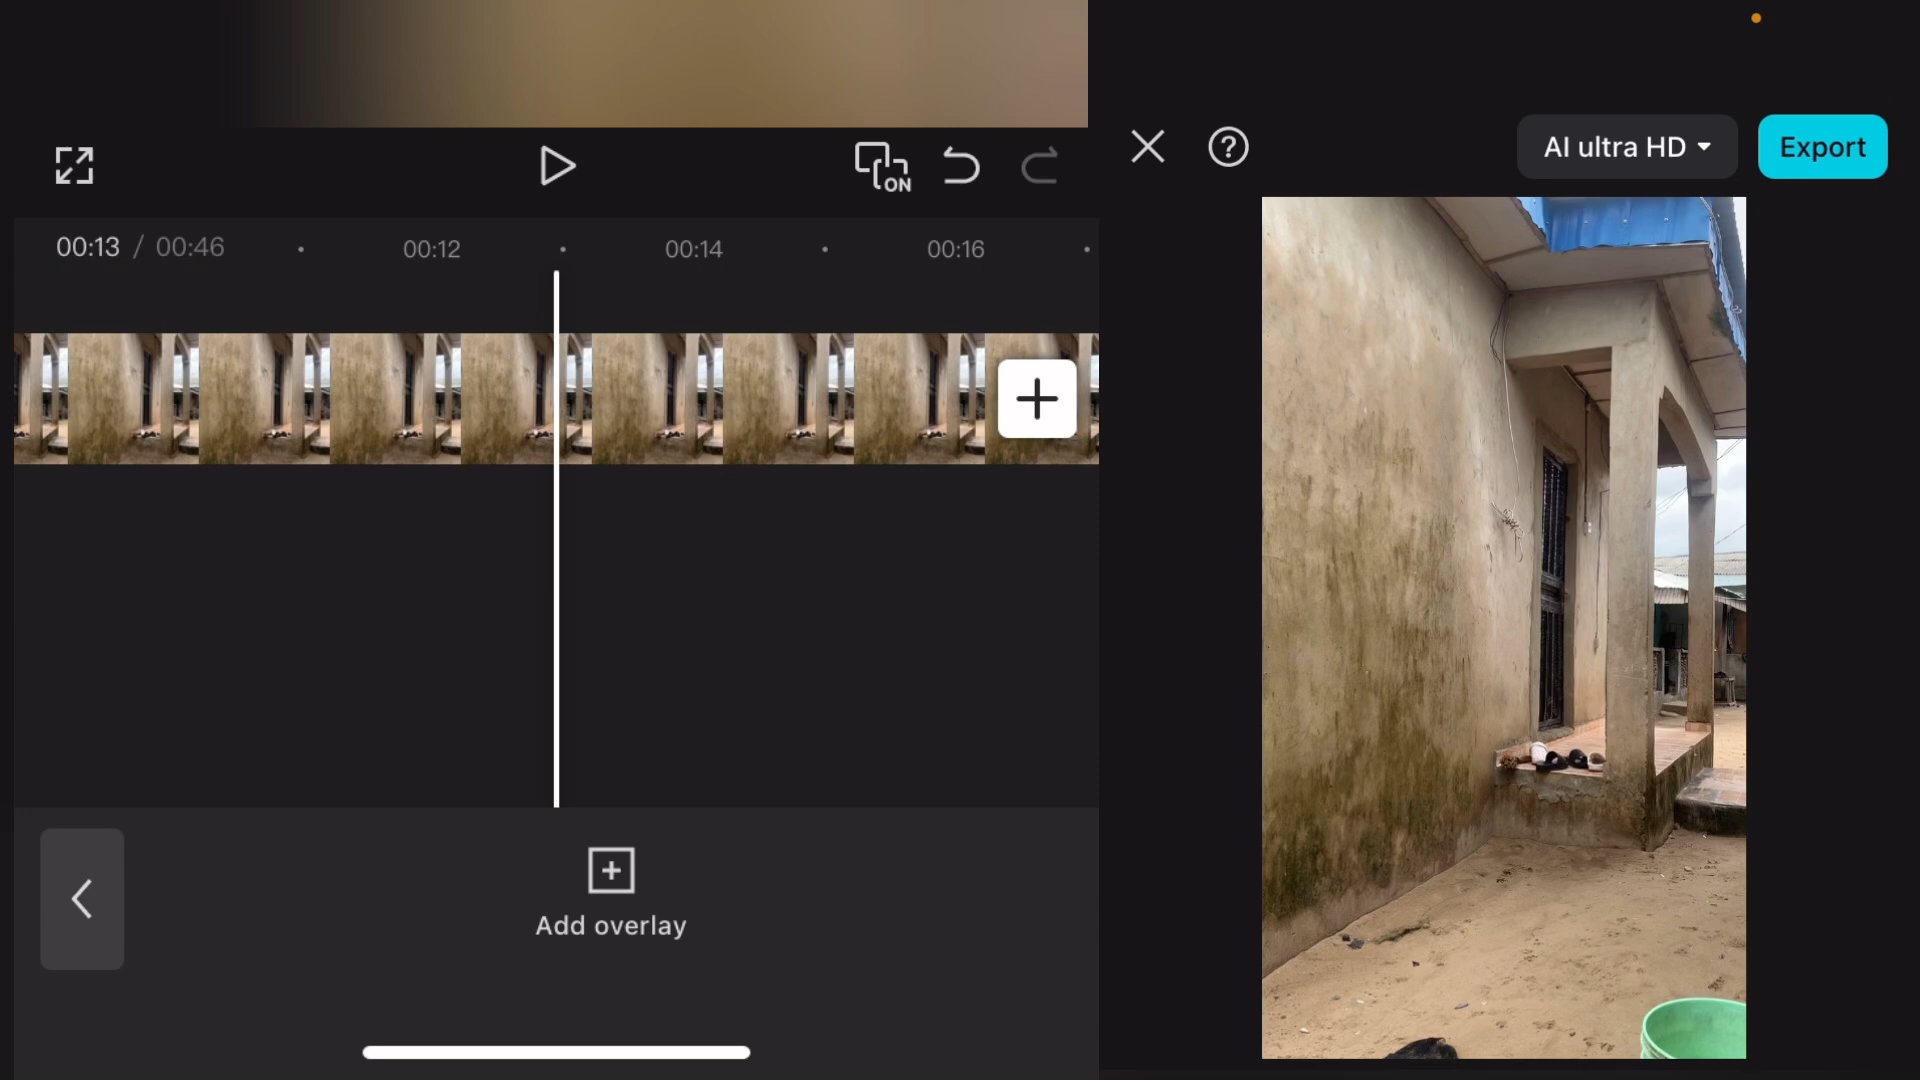 ON
00:13 / 00:46
00:12
00:14
00:16
Add overlay
AI ultra HD
Export